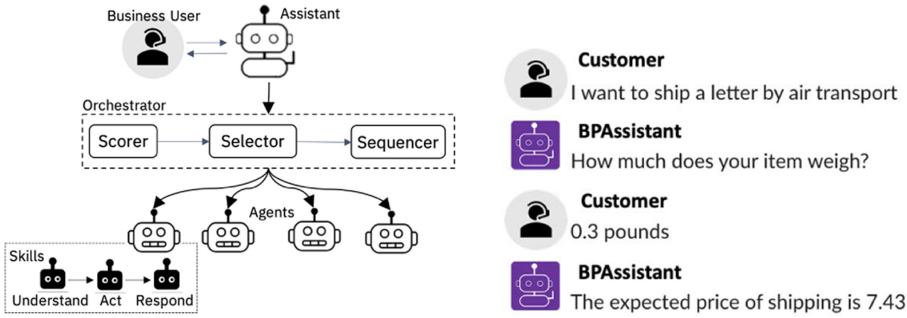 Business User
Assistant
Orchestrator
Scorer
Selector
Sequencer
Agents
Skills
Understand
Act
Respond
Customer
I want to ship a letter by air transport
BPAssistant
How much does your item weigh?
Customer
0.3 pounds
BPAssistant
The expected price of shipping is 7.43